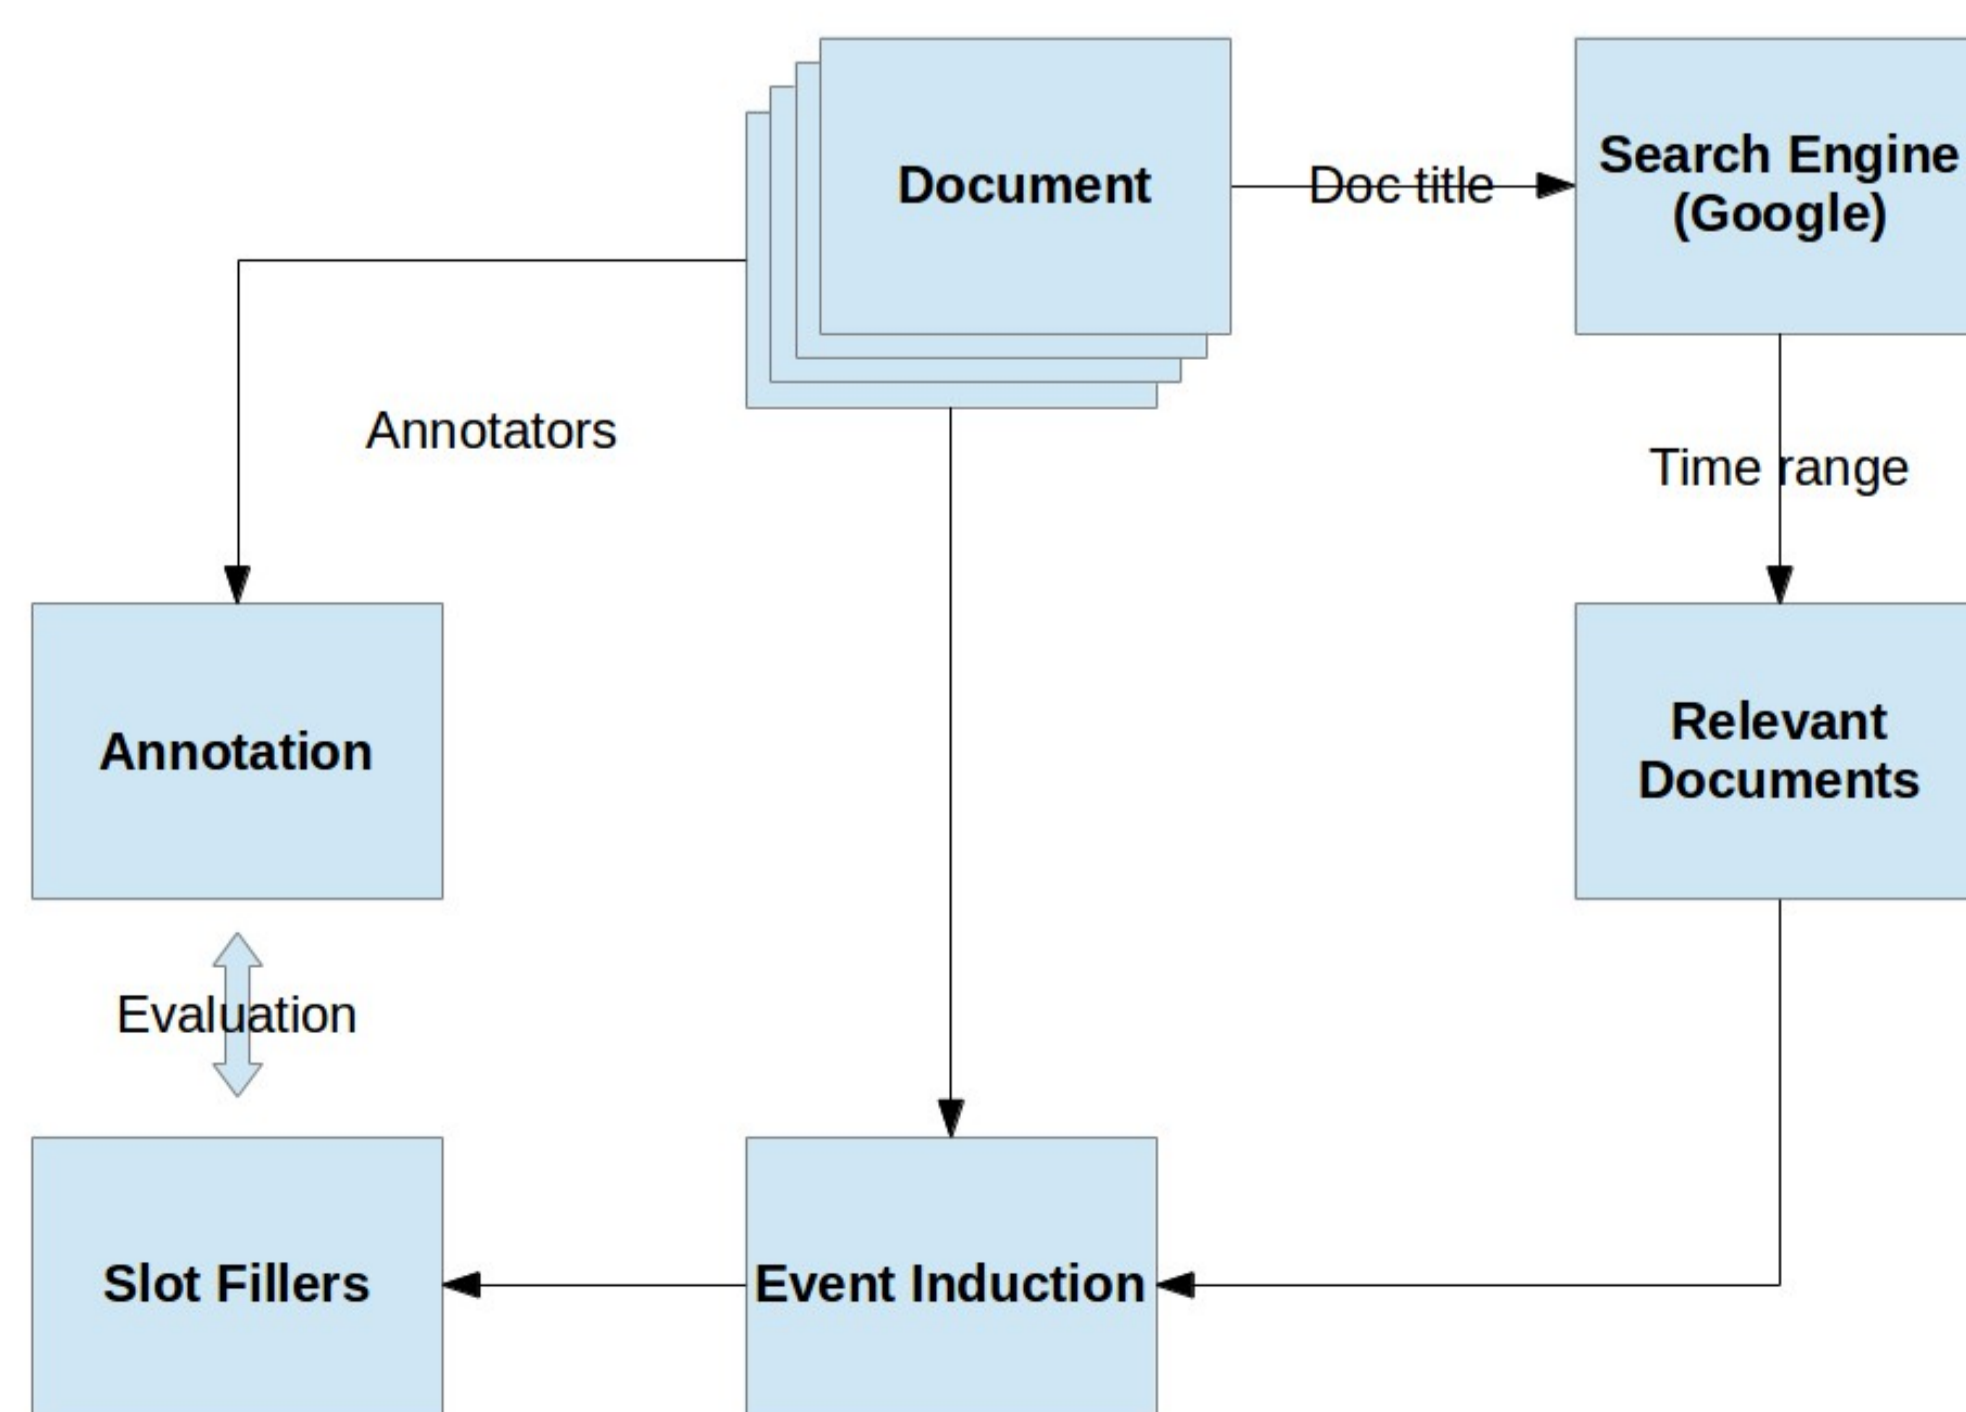 Document
Doc title
Search Engine
(Google)
Annotators
Time range
Annotation
Relevant
Documents
Evaluation
Slot Fillers
Event Induction